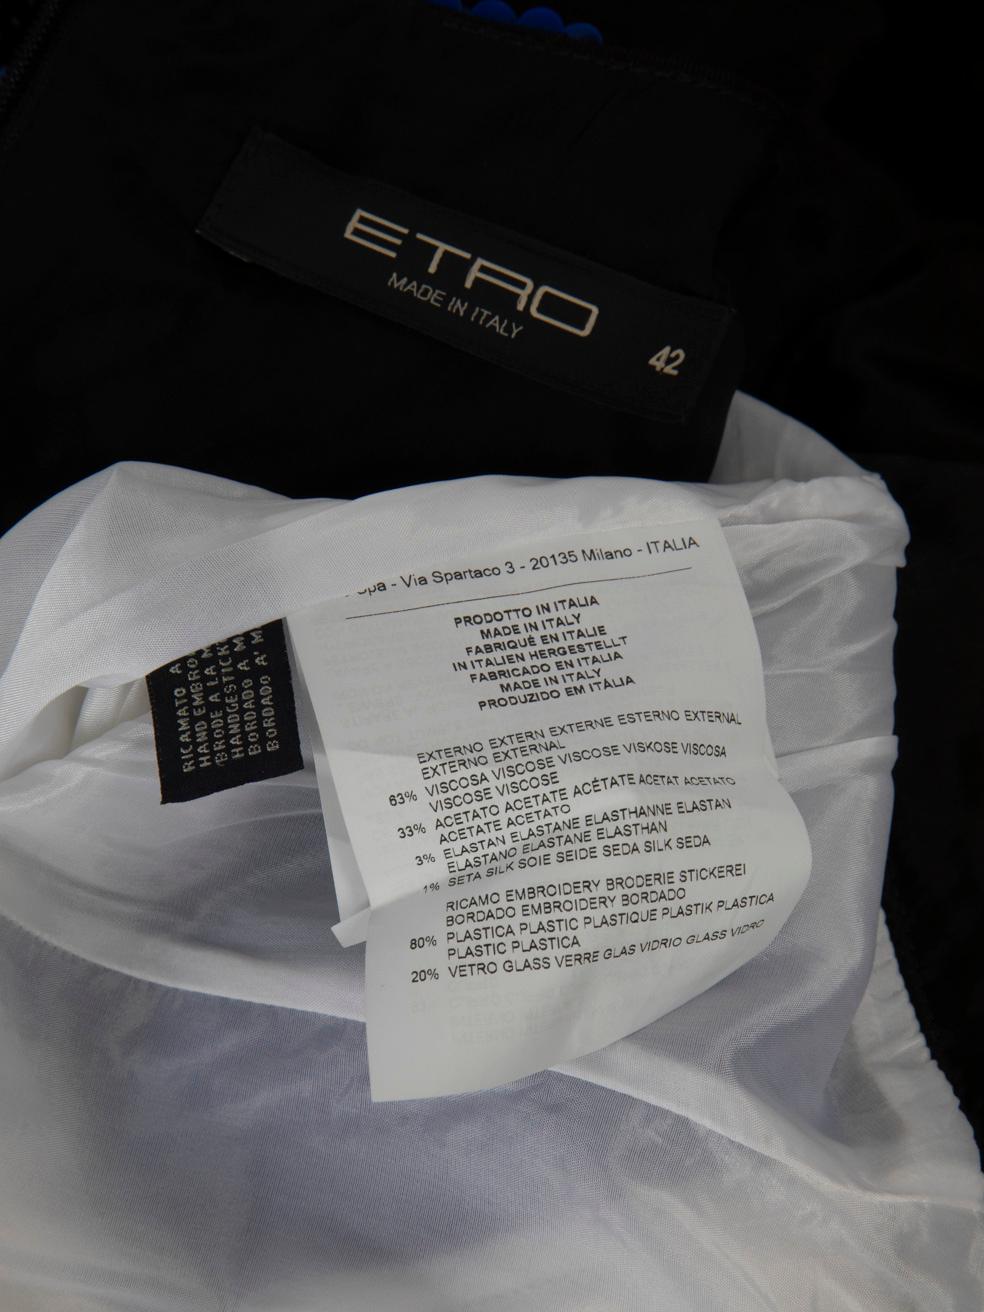 ETRO
MADE IN ITALY
42
Spa - Via Spartaco 3 - 20135 Milano - ITALIA
PRODOTTO IN ITALIA
MADE IN ITALY
FABRIQUÉ EN ITALIE
IN ITALIEN HERGESTELLT
FABRICADO EN ITALIA
MADE IN ITALY
PRODUZIDO EM ITÀLIA
EXTERNO EXTERN EXTERNE ESTERNO EXTERNAL
EXTERNO EXTERNAL
63% VISCOSA VISCOSE VISCOSE VISKOSE VISCOSA
VISCOSE VISCOSE
33% ACETATO ACETATE ACÉTATE ACETAT ACETATO
ACETATE ACETATO
3% ELASTAN ELASTANE ELASTHANNE ELASTAN
ELASTANO ELASTANE ELASTHAN
1% SETA SILK SOIE SEIDE SEDA SILK SEDA
RICAMO EMBROIDERY BRODERIE STICKEREI
BORDADO EMBROIDERY BORDADO
80% PLASTICA PLASTIC PLASTIQUE PLASTIK PLASTICA
PLASTIC PLASTICA
20% VETRO GLASS VERRE GLAS VIDRIO GLASS VIDRO
RICAMATO A
HAND EMBRO
BRODE A LA M
HANDGESTICK
BORDADO A M
BORDADO A' M